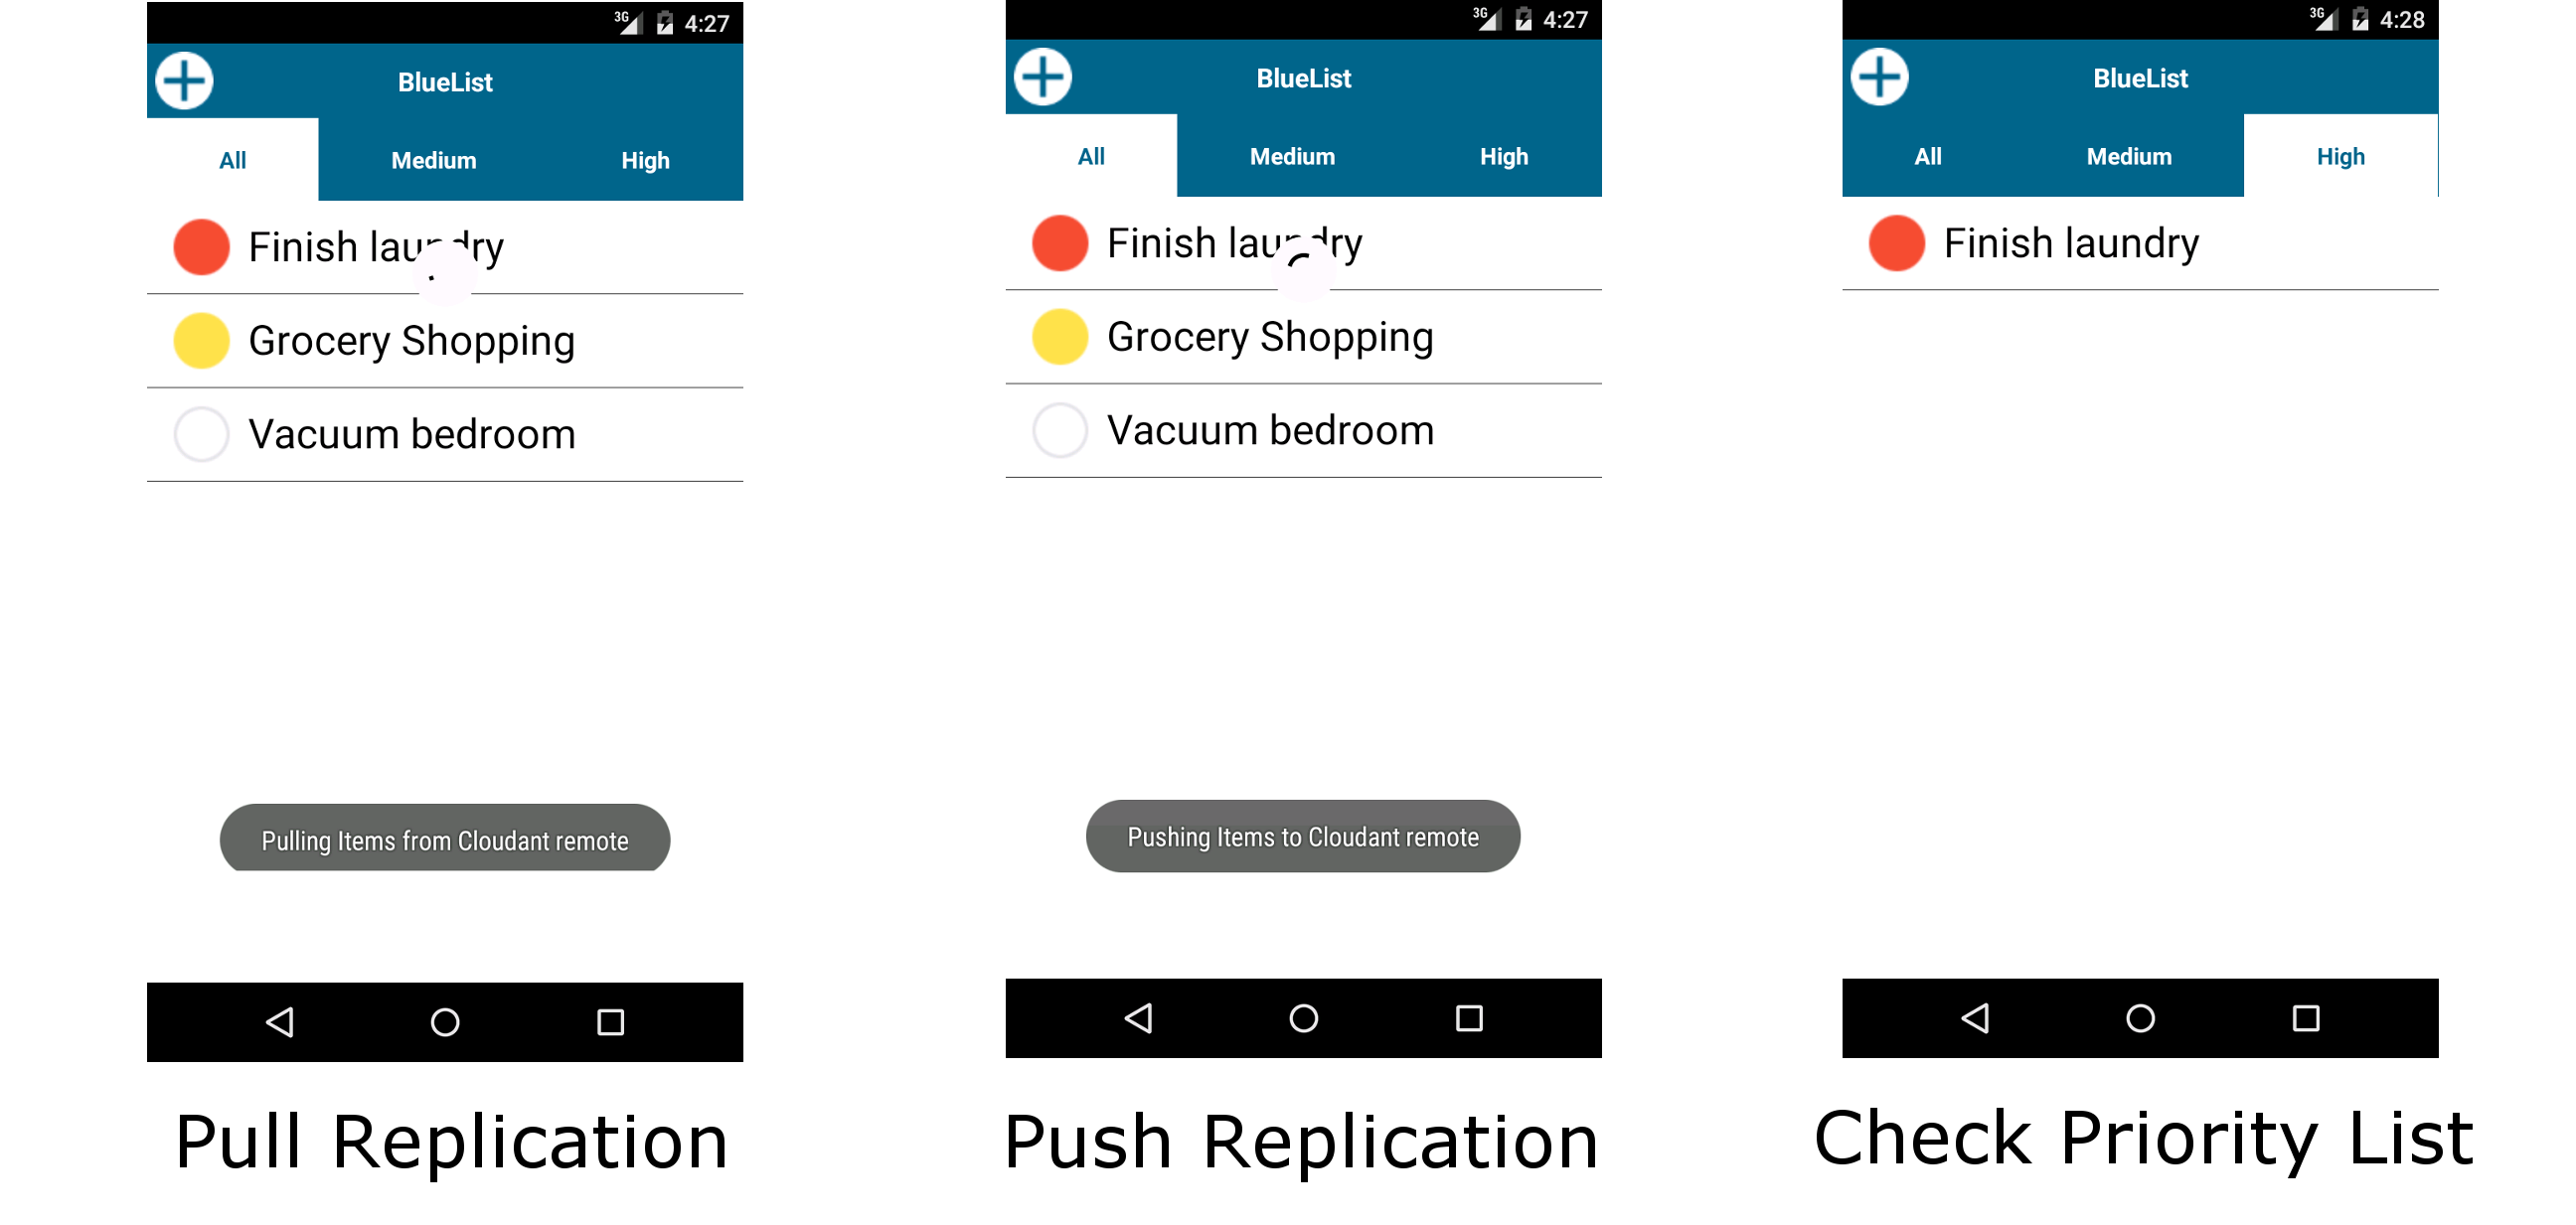 3G 4:27
BlueList
All Medium High
Finish laundry
Grocery Shopping
Vacuum bedroom
Pulling Items from Cloudant remote
Pull Replication
3G 4:27
BlueList
All Medium High
Finish laundry
Grocery Shopping
Vacuum bedroom
Pushing Items to Cloudant remote
Push Replication
3G 4:28
BlueList
All Medium High
Finish laundry
Check Priority List